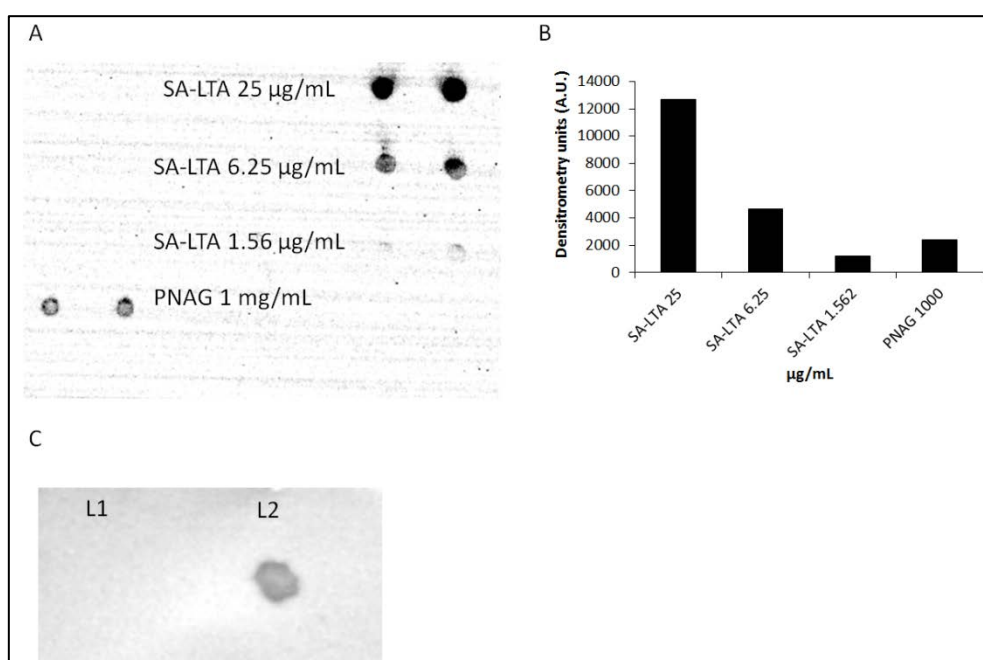 A
SA-LTA 25 µg/mL
SA-LTA 6.25 µg/mL
SA-LTA 1.56 µg/mL
PNAG 1 mg/mL
B
Densitrometry units (A.U.)
14000
12000
10000
8000
6000
4000
2000
0
SA-LTA 25
SA-LTA 6.25
SA-LTA 1.562
PNAG 1000
µg/mL
C
L1
L2